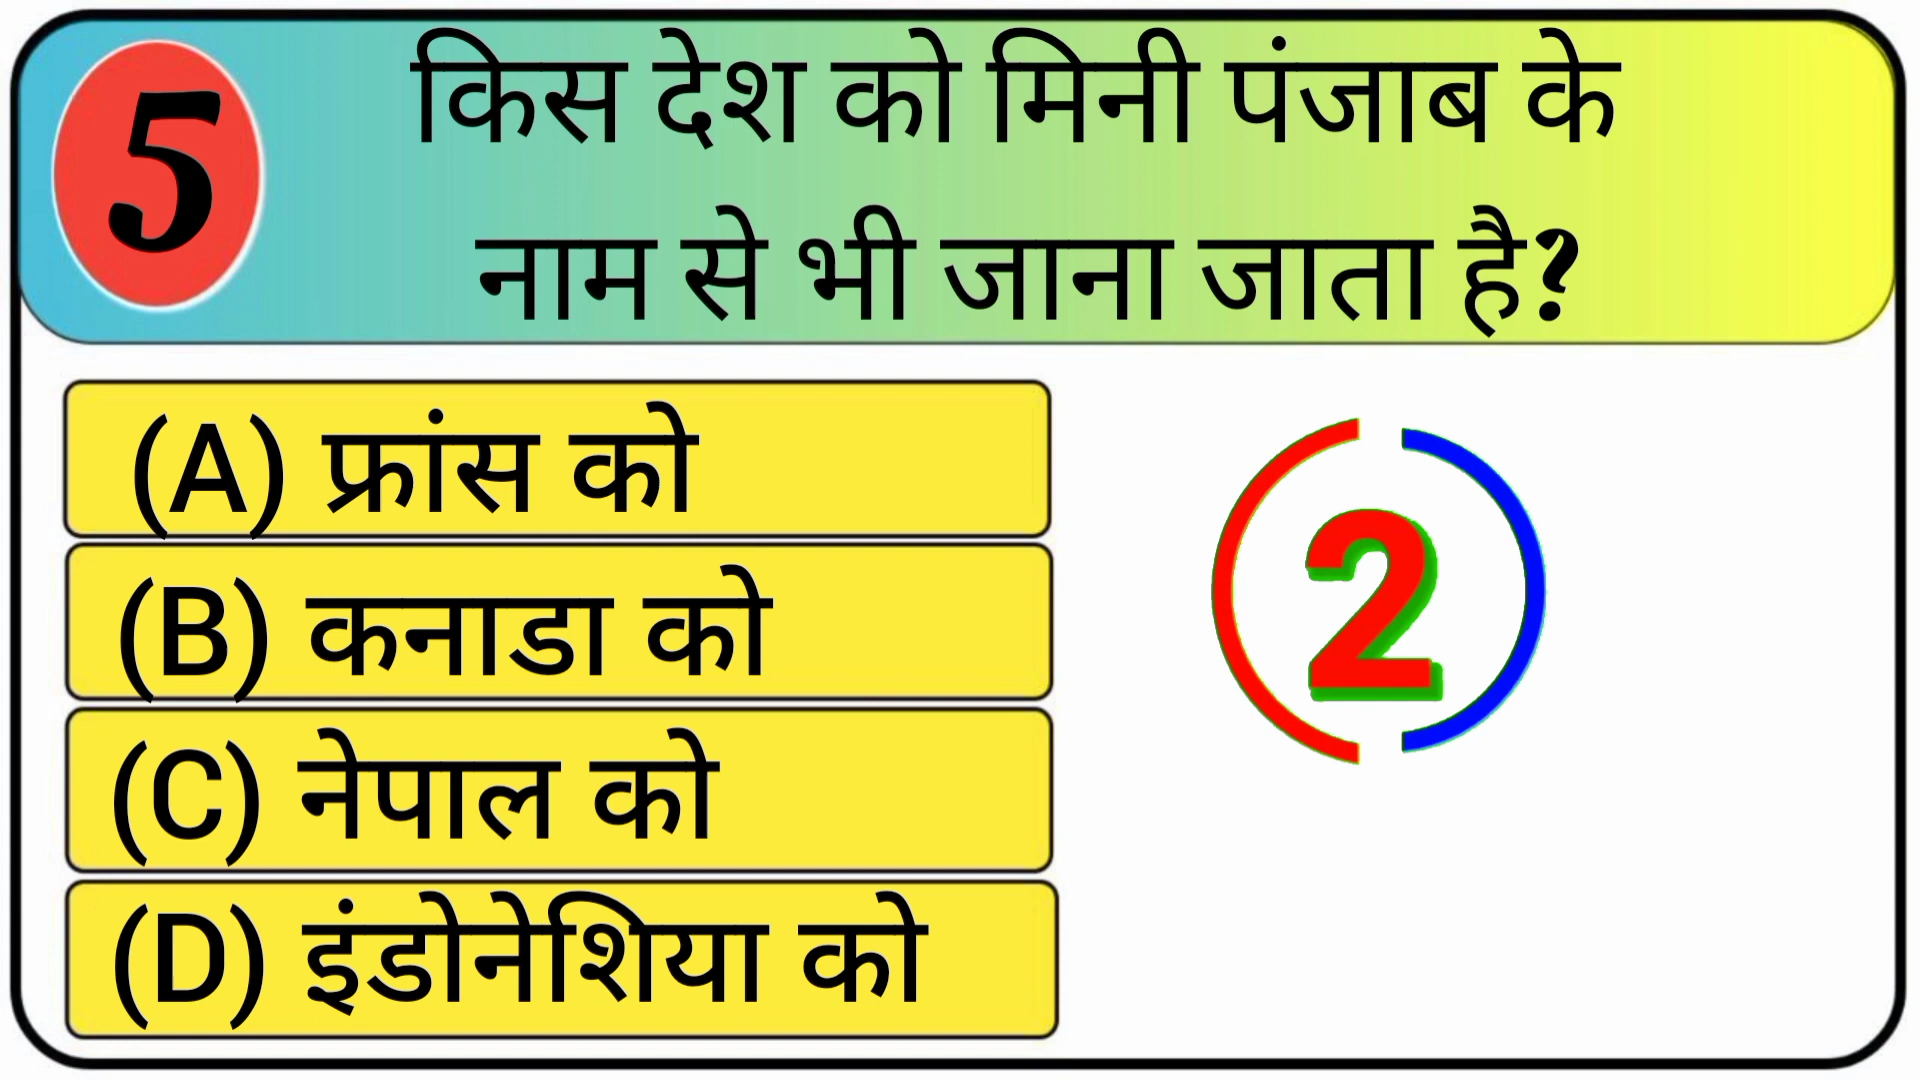 5
किस देश को मिनी पंजाब के
नाम से भी जाना जाता है?
(A) फ्रांस को
(B) कनाडा को
(C) नेपाल को
(D) इंडोनेशिया को
2